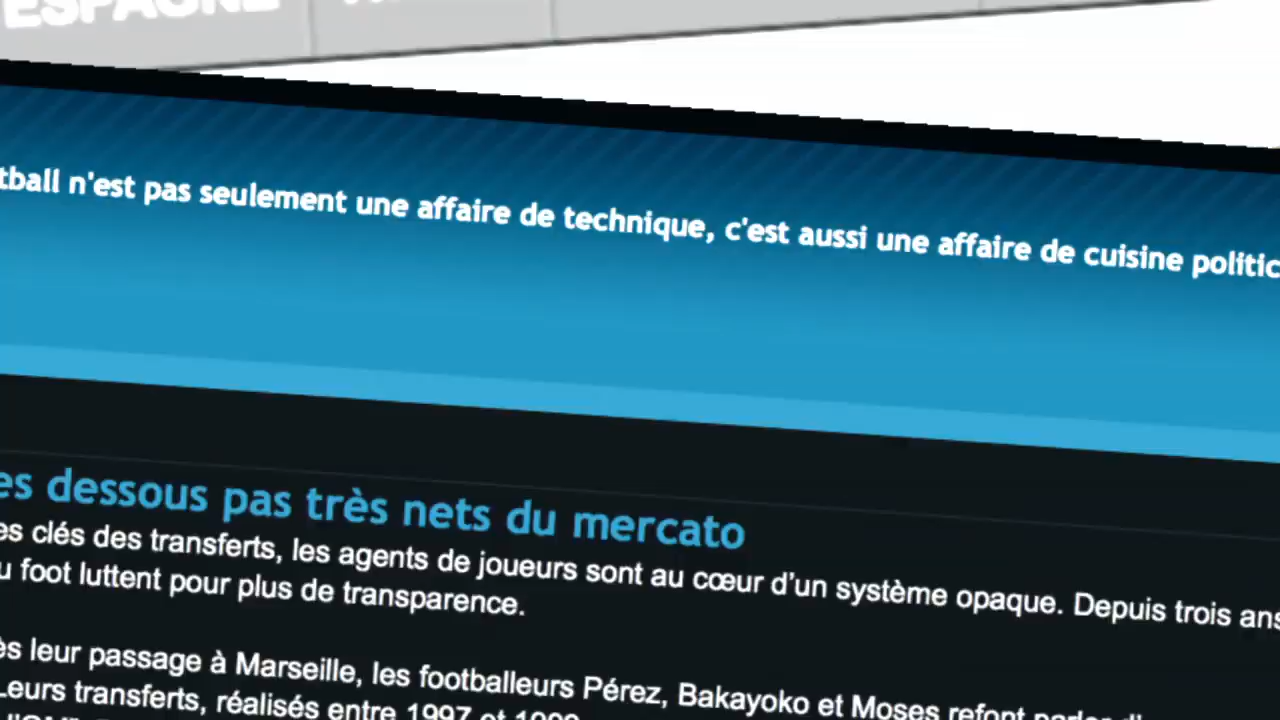 ESPAGNE
tball n'est pas seulement une affaire de technique, c'est aussi une affaire de cuisine politic
es dessous pas très nets du mercato
es clés des transferts, les agents de joueurs sont au cœur d'un système opaque. Depuis trois ans
u foot luttent pour plus de transparence.
ès leur passage à Marseille, les footballeurs Pérez, Bakayoko et Moses refont parler d'
Leurs transferts, réalisés entre 1997 et 1999